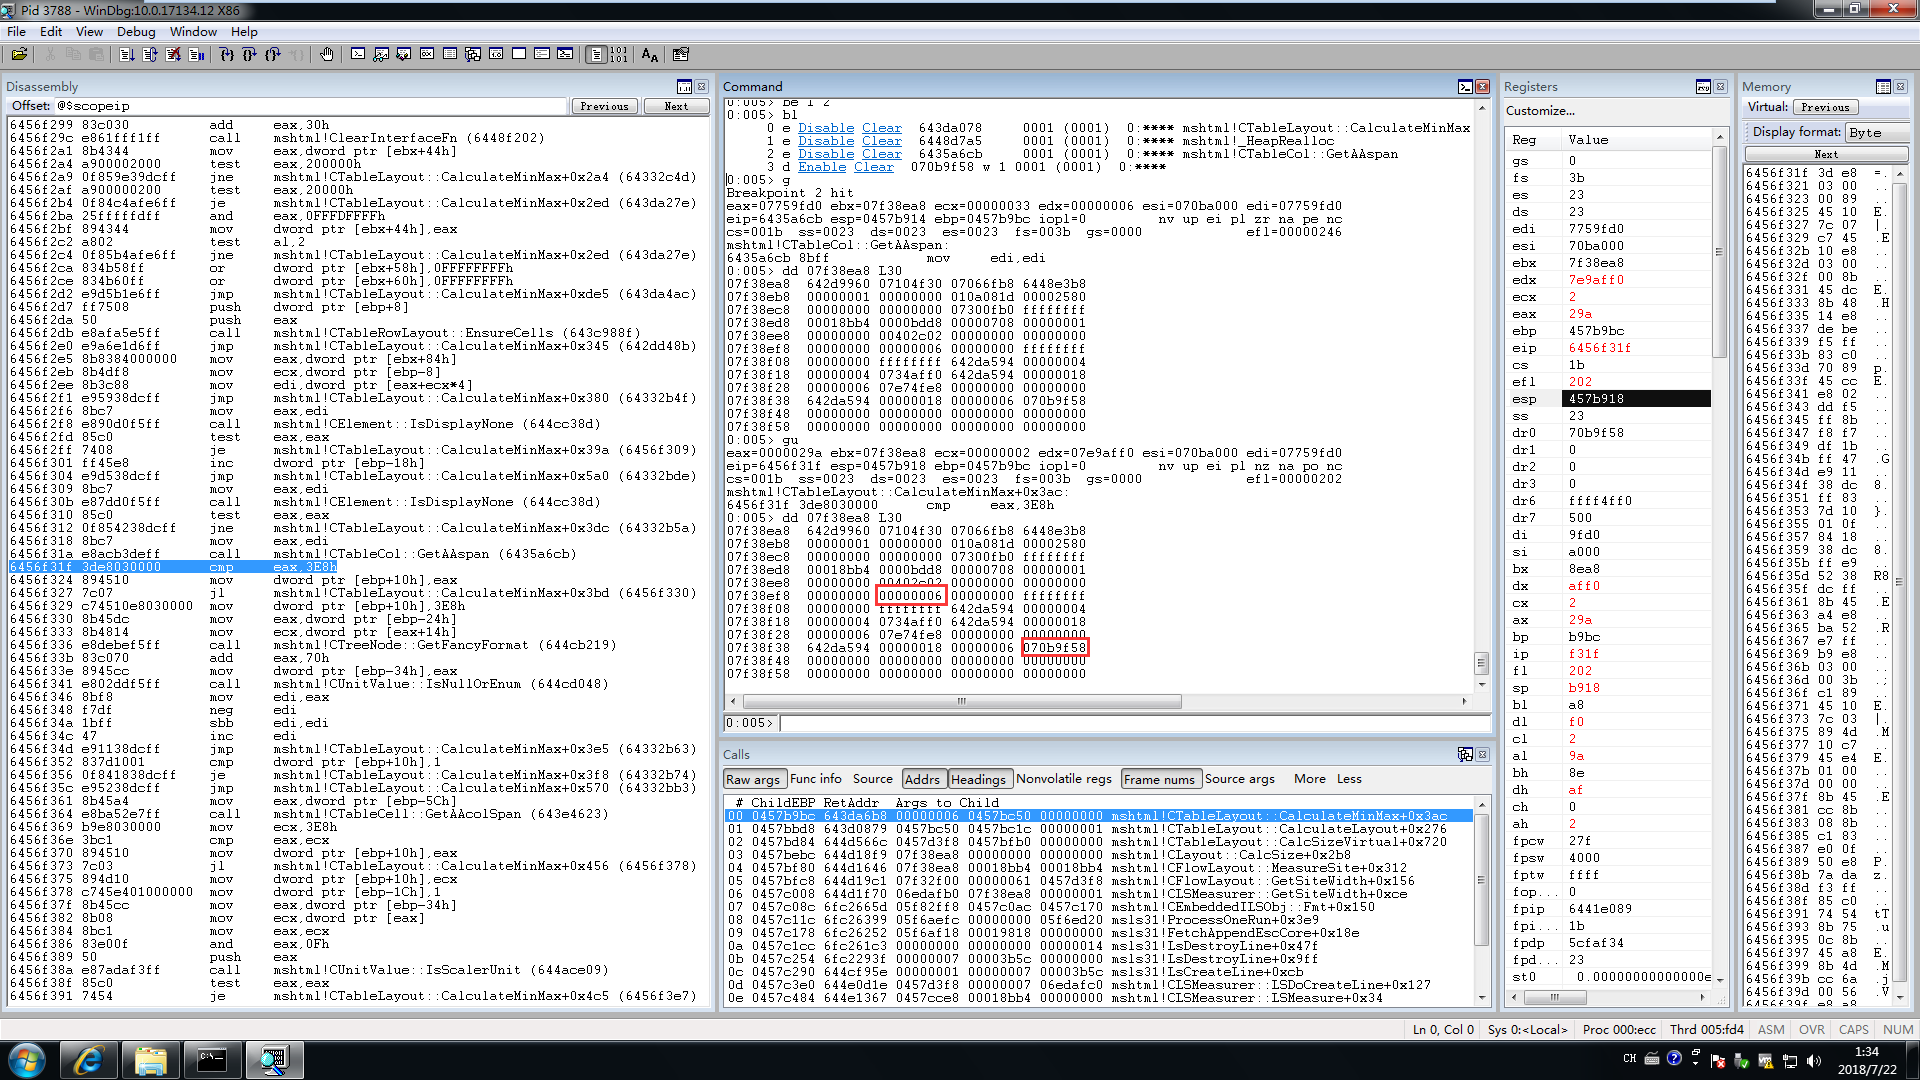 Pid 3788 - WinDbg:10.0.17134.12 X86
File Edit View Debug Window Help
Disassembly
Offset: @$scopeip Previous Next
6456f299 83c030 add eax,30h
6456f29c e861fff1ff call mshtml!ClearInterfaceFn (6448f202)
6456f2a1 8b4344 mov eax,dword ptr [ebx+44h]
6456f2a4 a900002000 test eax,200000h
6456f2a9 0f859e39dcff jne mshtml!CTableLayout::CalculateMinMax+0x2a4 (64332c4d)
6456f2af a900000200 test eax,20000h
6456f2b4 0f84c4afe6ff je mshtml!CTableLayout::CalculateMinMax+0x2ed (643da27e)
6456f2ba 25fffffdff and eax,0FFFDFFFFh
6456f2bf 894344 mov dword ptr [ebx+44h],eax
6456f2c2 a802 test al,2
6456f2c4 0f85b4afe6ff jne mshtml!CTableLayout::CalculateMinMax+0x2ed (643da27e)
6456f2ca 834b58ff or dword ptr [ebx+58h],0FFFFFFFFh
6456f2ce 834b60ff or dword ptr [ebx+60h],0FFFFFFFFh
6456f2d2 e9d5b1e6ff jmp mshtml!CTableLayout::CalculateMinMax+0xde5 (643da4ac)
6456f2d7 ff7508 push dword ptr [ebp+8]
6456f2da 50 push eax
6456f2db e8afa5e5ff call mshtml!CTableRowLayout::EnsureCells (643c988f)
6456f2e0 e9a6e1d6ff jmp mshtml!CTableLayout::CalculateMinMax+0x345 (642dd48b)
6456f2e5 8b8384000000 mov eax,dword ptr [ebx+84h]
6456f2eb 8b4df8 mov ecx,dword ptr [ebp-8]
6456f2ee 8b3c88 mov edi,dword ptr [eax+ecx*4]
6456f2f1 e95938dcff jmp mshtml!CTableLayout::CalculateMinMax+0x380 (64332b4f)
6456f2f6 8bc7 mov eax,edi
6456f2f8 e890d0f5ff call mshtml!CElement::IsDisplayNone (644cc38d)
6456f2fd 85c0 test eax,eax
6456f2ff 7408 je mshtml!CTableLayout::CalculateMinMax+0x39a (6456f309)
6456f301 ff45e8 inc dword ptr [ebp-18h]
6456f304 e9d538dcff jmp mshtml!CTableLayout::CalculateMinMax+0x5a0 (64332bde)
6456f309 8bc7 mov eax,edi
6456f30b e87dd0f5ff call mshtml!CElement::IsDisplayNone (644cc38d)
6456f310 85c0 test eax,eax
6456f312 0f854238dcff jne mshtml!CTableLayout::CalculateMinMax+0x3dc (64332b5a)
6456f318 8bc7 mov eax,edi
6456f31a e8acb3deff call mshtml!CTableCol::GetAAspan (6435a6cb)
6456f31f 3de8030000 cmp eax,3E8h
6456f324 894510 mov dword ptr [ebp+10h],eax
6456f327 7c07 jl mshtml!CTableLayout::CalculateMinMax+0x3bd (6456f330)
6456f329 c74510e8030000 mov dword ptr [ebp+10h],3E8h
6456f330 8b45dc mov eax,dword ptr [ebp-24h]
6456f333 8b4814 mov ecx,dword ptr [eax+14h]
6456f336 e8debef5ff call mshtml!CTreeNode::GetFancyFormat (644cb219)
6456f33b 83c070 add eax,70h
6456f33e 8945cc mov dword ptr [ebp-34h],eax
6456f341 e802ddf5ff call mshtml!CUnitValue::IsNullOrEnum (644cd048)
6456f346 8bf8 mov edi,eax
6456f348 f7df neg edi
6456f34a 1bff sbb edi,edi
6456f34c 47 inc edi
6456f34d e91138dcff jmp mshtml!CTableLayout::CalculateMinMax+0x3e5 (64332b63)
6456f352 837d1001 cmp dword ptr [ebp+10h],1
6456f356 0f841838dcff je mshtml!CTableLayout::CalculateMinMax+0x3f8 (64332b74)
6456f35c e95238dcff jmp mshtml!CTableLayout::CalculateMinMax+0x570 (64332bb3)
6456f361 8b45a4 mov eax,dword ptr [ebp-5Ch]
6456f364 e8ba52e7ff call mshtml!CTableCell::GetAAcolSpan (643e4623)
6456f369 b9e8030000 mov ecx,3E8h
6456f36e 3bc1 cmp eax,ecx
6456f370 894510 mov dword ptr [ebp+10h],eax
6456f373 7c03 jl mshtml!CTableLayout::CalculateMinMax+0x456 (6456f378)
6456f375 894d10 mov dword ptr [ebp+10h],ecx
6456f378 c745e401000000 mov dword ptr [ebp-1Ch],1
6456f37f 8b45cc mov eax,dword ptr [ebp-34h]
6456f382 8b08 mov ecx,dword ptr [eax]
6456f384 8bc1 mov eax,ecx
6456f386 83e00f and eax,0Fh
6456f389 50 push eax
6456f38a e87adaf3ff call mshtml!CUnitValue::IsScalerUnit (644ace09)
6456f38f 85c0 test eax,eax
6456f391 7454 je mshtml!CTableLayout::CalculateMinMax+0x4c5 (6456f3e7)
Command
0:005> be 1 2
0:005> bl
0 e Disable Clear 643da078 0001 (0001) 0:**** mshtml!CTableLayout::CalculateMinMax
1 e Disable Clear 6448d7a5 0001 (0001) 0:**** mshtml!_HeapRealloc
2 e Disable Clear 6435a6cb 0001 (0001) 0:**** mshtml!CTableCol::GetAAspan
3 d Enable Clear 070b9f58 w 1 0001 (0001) 0:****
0:005> g
Breakpoint 2 hit
eax=07759fd0 ebx=07f38ea8 ecx=00000033 edx=00000006 esi=070ba000 edi=07759fd0
eip=6435a6cb esp=0457b914 ebp=0457b9bc iopl=0 nv up ei pl zr na pe nc
cs=001b ss=0023 ds=0023 es=0023 fs=003b gs=0000 efl=00000246
mshtml!CTableCol::GetAAspan:
6435a6cb 8bff mov edi,edi
0:005> dd 07f38ea8 L30
07f38ea8 642d9960 07104f30 07066fb8 6448e3b8
07f38eb8 00000001 00000000 010a081d 00002580
07f38ec8 00000000 00000000 07300fb0 ffffffff
07f38ed8 00018bb4 0000bdd8 00000708 00000001
07f38ee8 00000000 00402c02 00000000 00000000
07f38ef8 00000000 00000006 00000000 ffffffff
07f38f08 00000000 ffffffff 642da594 00000004
07f38f18 00000004 0734aff0 642da594 00000018
07f38f28 00000006 07e74fe8 00000000 00000000
07f38f38 642da594 00000018 00000006 070b9f58
07f38f48 00000000 00000000 00000000 00000000
07f38f58 00000000 00000000 00000000 00000000
0:005> gu
eax=0000029a ebx=07f38ea8 ecx=00000002 edx=07e9aff0 esi=070ba000 edi=07759fd0
eip=6456f31f esp=0457b918 ebp=0457b9bc iopl=0 nv up ei pl nz na po nc
cs=001b ss=0023 ds=0023 es=0023 fs=003b gs=0000 efl=00000202
mshtml!CTableLayout::CalculateMinMax+0x3ac:
6456f31f 3de8030000 cmp eax,3E8h
0:005> dd 07f38ea8 L30
07f38ea8 642d9960 07104f30 07066fb8 6448e3b8
07f38eb8 00000001 00000000 010a081d 00002580
07f38ec8 00000000 00000000 07300fb0 ffffffff
07f38ed8 00018bb4 0000bdd8 00000708 00000001
07f38ee8 00000000 00402c02 00000000 00000000
07f38ef8 00000000 00000006 00000000 ffffffff
07f38f08 00000000 ffffffff 642da594 00000004
07f38f18 00000004 0734aff0 642da594 00000018
07f38f28 00000006 07e74fe8 00000000 00000000
07f38f38 642da594 00000018 00000006 070b9f58
07f38f48 00000000 00000000 00000000 00000000
07f38f58 00000000 00000000 00000000 00000000
0:005>
Calls
Raw args Func info Source Addrs Headings Nonvolatile regs Frame nums Source args More Less
# ChildEBP RetAddr Args to Child
00 0457b9bc 643da6b8 00000006 0457bc50 00000000 mshtml!CTableLayout::CalculateMinMax+0x3ac
01 0457bbd8 643d0879 0457bc50 0457bc1c 00000001 mshtml!CTableLayout::CalculateLayout+0x276
02 0457bd84 644d566c 0457d3f8 0457bfb0 00000000 mshtml!CTableLayout::CalcSizeVirtual+0x720
03 0457bebc 644d18f9 07f38ea8 00000000 00000000 mshtml!CLayout::CalcSize+0x2b8
04 0457bf80 644d1646 07f38ea8 00018bb4 00018bb4 mshtml!CFlowLayout::MeasureSite+0x312
05 0457bfc8 644d19c1 07f32f00 00000061 0457d3f8 mshtml!CFlowLayout::GetSiteWidth+0x156
06 0457c008 644d1f70 06edafb0 07f38ea8 00000001 mshtml!CLSMeasurer::GetSiteWidth+0xce
07 0457c08c 6fc2665d 05f82ff8 0457c0ac 0457c170 mshtml!CEmbeddedILSObj::Fmt+0x150
08 0457c11c 6fc26399 05f6aefc 00000000 05f6ed20 msls31!ProcessOneRun+0x3e9
09 0457c178 6fc26252 05f6af18 00019818 00000000 msls31!FetchAppendEscCore+0x18e
0a 0457c1cc 6fc261c3 00000000 00000000 00000014 msls31!LsDestroyLine+0x47f
0b 0457c254 6fc2293f 00000007 00003b5c 00000000 msls31!LsDestroyLine+0x9ff
0c 0457c290 644cf95e 00000001 00000007 00003b5c msls31!LsCreateLine+0xcb
0d 0457c3e0 644e0d1e 0457d3f8 00000007 06edafc0 mshtml!CLSMeasurer::LSDoCreateLine+0x127
0e 0457c484 644e1367 0457cce8 00018bb4 00000000 mshtml!CLSMeasurer::LSMeasure+0x34
Registers
Customize...
Reg Value
gs 0
fs 3b
es 23
ds 23
edi 7759fd0
esi 70ba000
ebx 7f38ea8
edx 7e9aff0
ecx 2
eax 29a
ebp 457b9bc
eip 6456f31f
cs 1b
efl 202
esp 457b918
ss 23
dr0 70b9f58
dr1 0
dr2 0
dr3 0
dr6 ffff4ff0
dr7 500
di 9fd0
si a000
bx 8ea8
dx aff0
cx 2
ax 29a
bp b9bc
ip f31f
fl 202
sp b918
bl a8
dl f0
cl 2
al 9a
bh 8e
dh af
ch 0
ah 2
fpcw 27f
fpsw 4000
fptw ffff
fop... 0
fpip 6441e089
fpi... 1b
fpdp 5cfaf34
fpd... 23
st0 0.00000000000000e
Memory
Virtual: Previous
Display format: Byte
Next
6456f31f 3d e8 =.
6456f321 03 00 ..
6456f323 00 89 ..
6456f325 45 10 E.
6456f327 7c 07 |.
6456f329 c7 45 .E
6456f32b 10 e8 ..
6456f32d 03 00 ..
6456f32f 00 8b ..
6456f331 45 dc E.
6456f333 8b 48 .H
6456f335 14 e8 ..
6456f337 de be ..
6456f339 f5 ff ..
6456f33b 83 c0 ..
6456f33d 70 89 p.
6456f33f 45 cc E.
6456f341 e8 02 ..
6456f343 dd f5 ..
6456f345 ff 8b ..
6456f347 f8 f7 ..
6456f349 df 1b ..
6456f34b ff 47 .G
6456f34d e9 11 ..
6456f34f 38 dc 8.
6456f351 ff 83 ..
6456f353 7d 10 }.
6456f355 01 0f ..
6456f357 84 18 ..
6456f359 38 dc 8.
6456f35b ff e9 ..
6456f35d 52 38 R8
6456f35f dc ff ..
6456f361 8b 45 .E
6456f363 a4 e8 ..
6456f365 ba 52 .R
6456f367 e7 ff ..
6456f369 b9 e8 ..
6456f36b 03 00 ..
6456f36d 00 3b .;
6456f36f c1 89 ..
6456f371 45 10 E.
6456f373 7c 03 |.
6456f375 89 4d .M
6456f377 10 c7 ..
6456f379 45 e4 E.
6456f37b 01 00 ..
6456f37d 00 00 ..
6456f37f 8b 45 .E
6456f381 cc 8b ..
6456f383 08 8b ..
6456f385 c1 83 ..
6456f387 e0 0f ..
6456f389 50 e8 P.
6456f38b 7a da z.
6456f38d f3 ff ..
6456f38f 85 c0 ..
6456f391 74 54 tT
6456f393 8b 75 .u
6456f395 0c 8b ..
6456f397 45 a8 E.
6456f399 8b 4d .M
6456f39b cc 6a .j
6456f39d 00 56 .V
Ln 0, Col 0 Sys 0:<Local> Proc 000:ecc Thrd 005:fd4 ASM OVR CAPS NUM
CH
1:34
2018/7/22